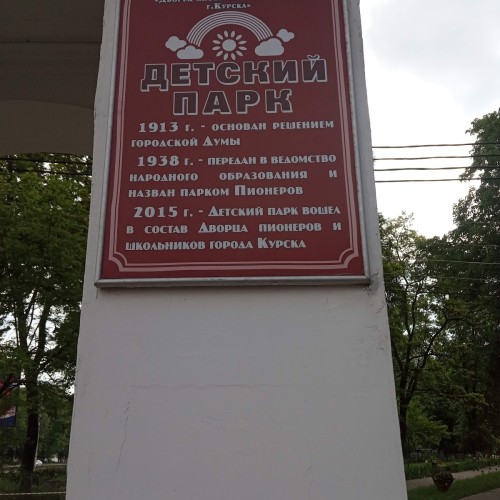 г. Курска»
ДЕТСКИЙ
ПАРК
1913 г. - основан решением
городской Думы
1938 г. - передан в ведомство
народного образования и
назван парком Пионеров
2015 г. - Детский парк вошел
в состав Дворца пионеров и
школьников города Курска